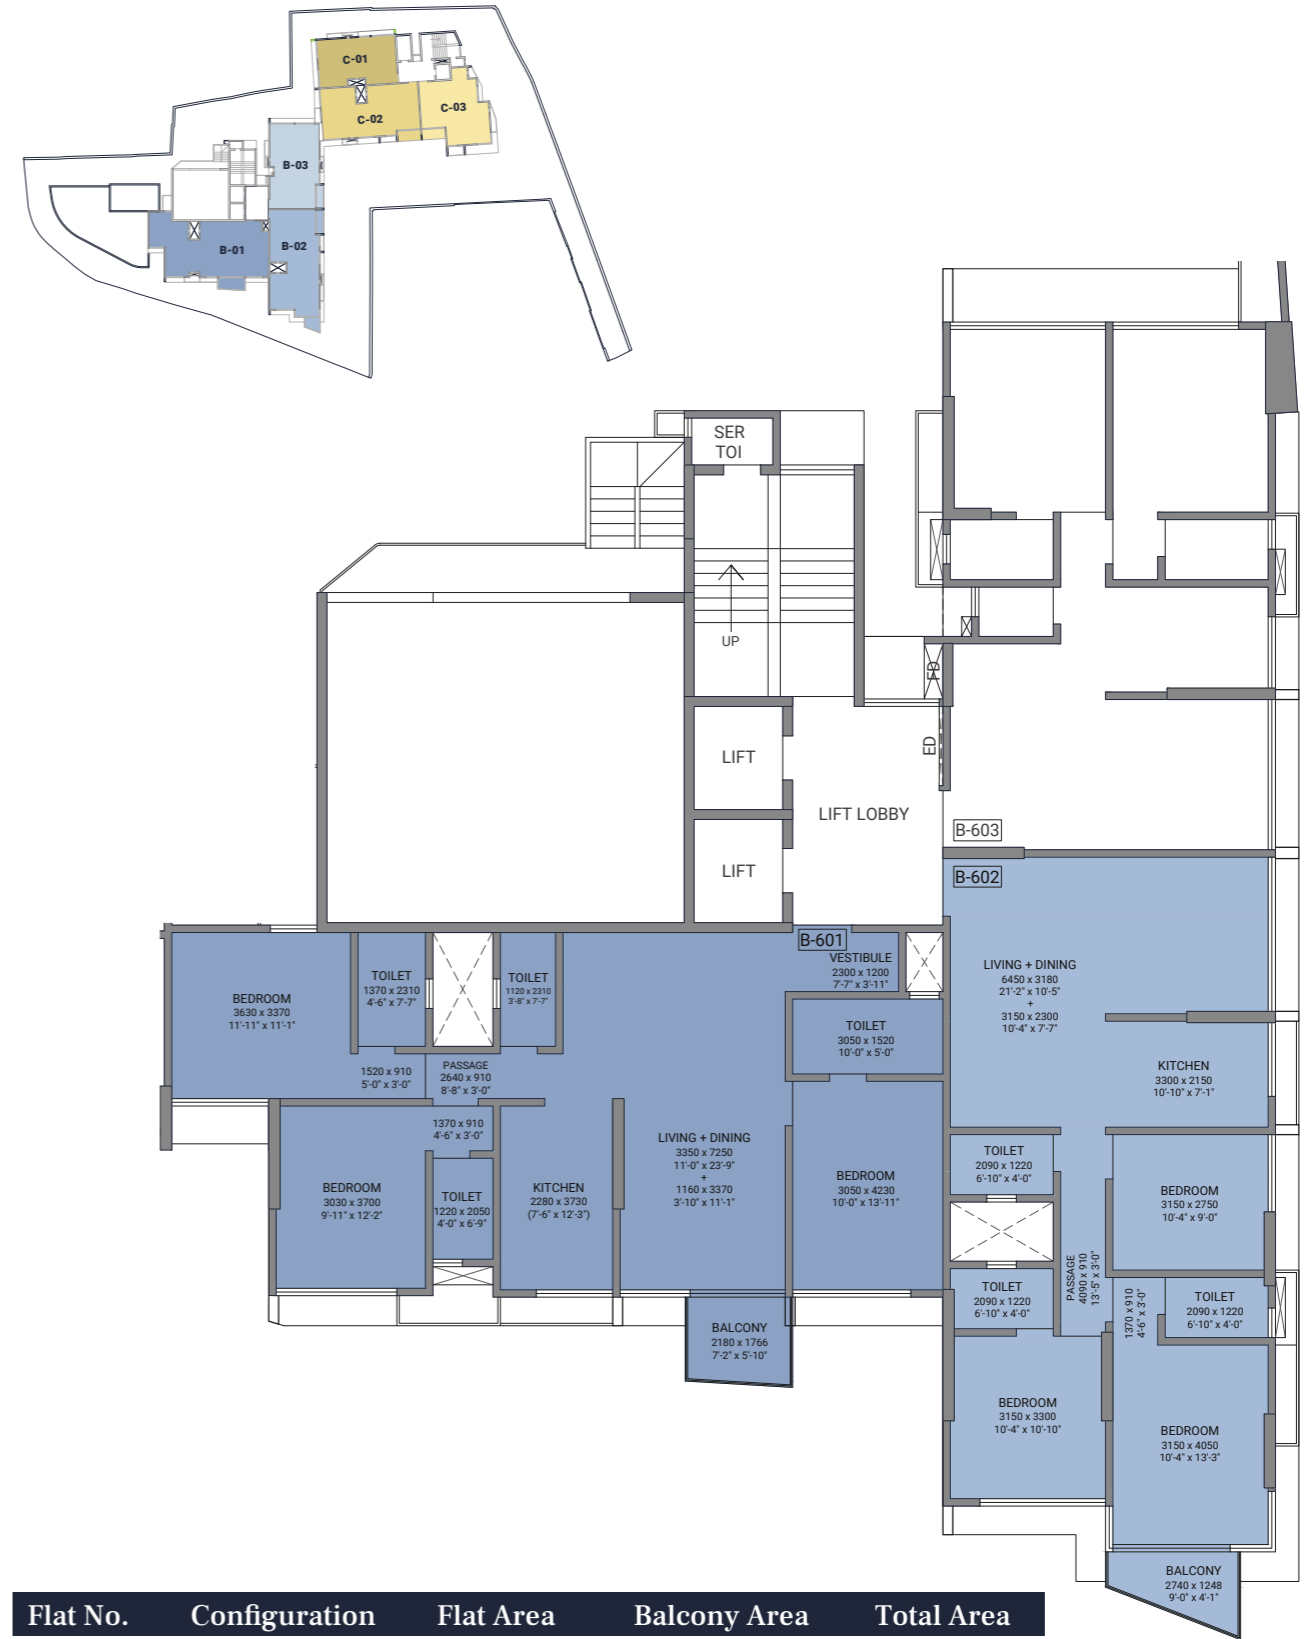 C-01
C-02
C-03
B-03
B-01
B-02
SER
TOI
UP
FD
ED
LIFT
LIFT LOBBY
LIFT
B-603
B-602
B-601
VESTIBULE
2300 x 1200
7'-7" x 3'-11"
LIVING + DINING
6450 x 3180
21'-2" x 10'-5"
+
3150 x 2300
10'-4" x 7'-7"
BEDROOM
3630 x 3370
11'-11" x 11'-1"
TOILET
1370 x 2310
4'-6" x 7'-7"
TOILET
1120 x 2310
3'-8" x 7'-7"
TOILET
3050 x 1520
10'-0" x 5'-0"
1520 x 910
5'-0" x 3'-0"
PASSAGE
2640 x 910
8'-8" x 3'-0"
KITCHEN
3300 x 2150
10'-10" x 7'-1"
1370 x 910
4'-6" x 3'-0"
BEDROOM
3030 x 3700
9'-11" x 12'-2"
TOILET
1220 x 2050
4'-0" x 6'-9"
KITCHEN
2280 x 3730
(7'-6" x 12'-3")
LIVING + DINING
3350 x 7250
11'-0" x 23'-9"
+
1160 x 3370
3'-10" x 11'-1"
BEDROOM
3050 x 4230
10'-0" x 13'-11"
TOILET
2090 x 1220
6'-10" x 4'-0"
BEDROOM
3150 x 2750
10'-4" x 9'-0"
PASSAGE
4090 x 910
13'-5" x 3'-0"
TOILET
2090 x 1220
6'-10" x 4'-0"
1370 x 910
4'-6" x 3'-0"
TOILET
2090 x 1220
6'-10" x 4'-0"
BALCONY
2180 x 1766
7'-2" x 5'-10"
BEDROOM
3150 x 3300
10'-4" x 10'-10"
BEDROOM
3150 x 4050
10'-4" x 13'-3"
BALCONY
2740 x 1248
9'-0" x 4'-1"
Flat No. Configuration Flat Area Balcony Area Total Area